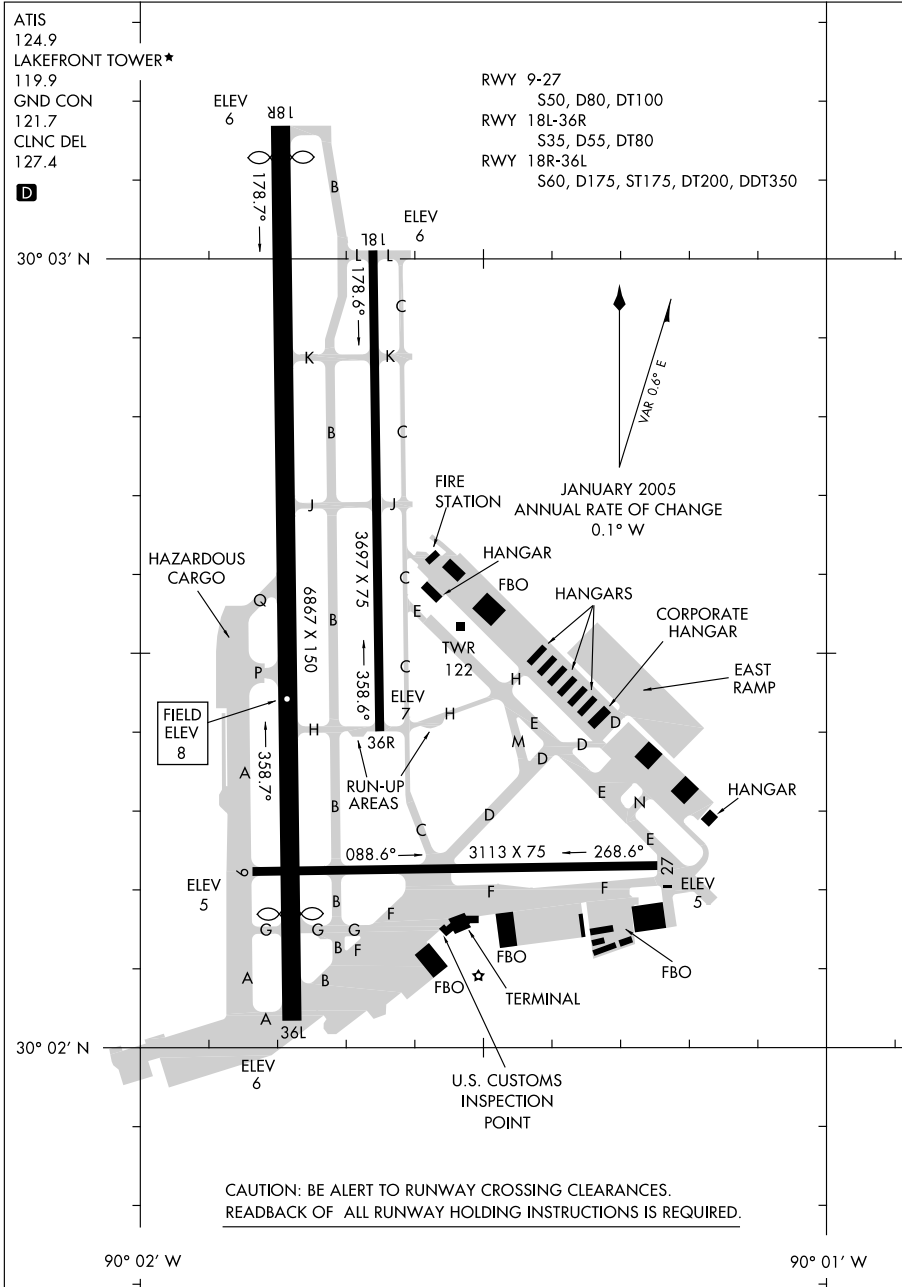 ATIS
124.9
LAKEFRONT TOWER★
119.9
GND CON
121.7
CLNC DEL
127.4
D
RWY 9-27
S50, D80, DT100
RWY 18L-36R
S35, D55, DT80
RWY 18R-36L
S60, D175, ST175, DT200, DDT350
ELEV
6
18R
B
178.7°
ELEV
6
18L
L
L
30° 03' N
178.6°
C
K
K
VAR 0.6° E
B
C
JANUARY 2005
ANNUAL RATE OF CHANGE
0.1° W
FIRE
STATION
J
J
HAZARDOUS
CARGO
3697 X 75
HANGAR
FBO
C
E
HANGARS
CORPORATE
HANGAR
Q
6867 X 150
B
TWR
122
EAST
RAMP
P
C
358.6°
H
ELEV
7
H
D
FIELD
ELEV
8
358.7°
H
36R
E
M
D
D
RUN-UP
AREAS
A
B
E
N
HANGAR
D
C
E
088.6°
3113 X 75
268.6°
9
27
ELEV
5
ELEV
5
F
F
B
F
G
G
G
B
F
FBO
FBO
FBO
A
B
TERMINAL
A
36L
30° 02' N
ELEV
6
U.S. CUSTOMS
INSPECTION
POINT
CAUTION: BE ALERT TO RUNWAY CROSSING CLEARANCES.
READBACK OF ALL RUNWAY HOLDING INSTRUCTIONS IS REQUIRED.
90° 02' W
90° 01' W